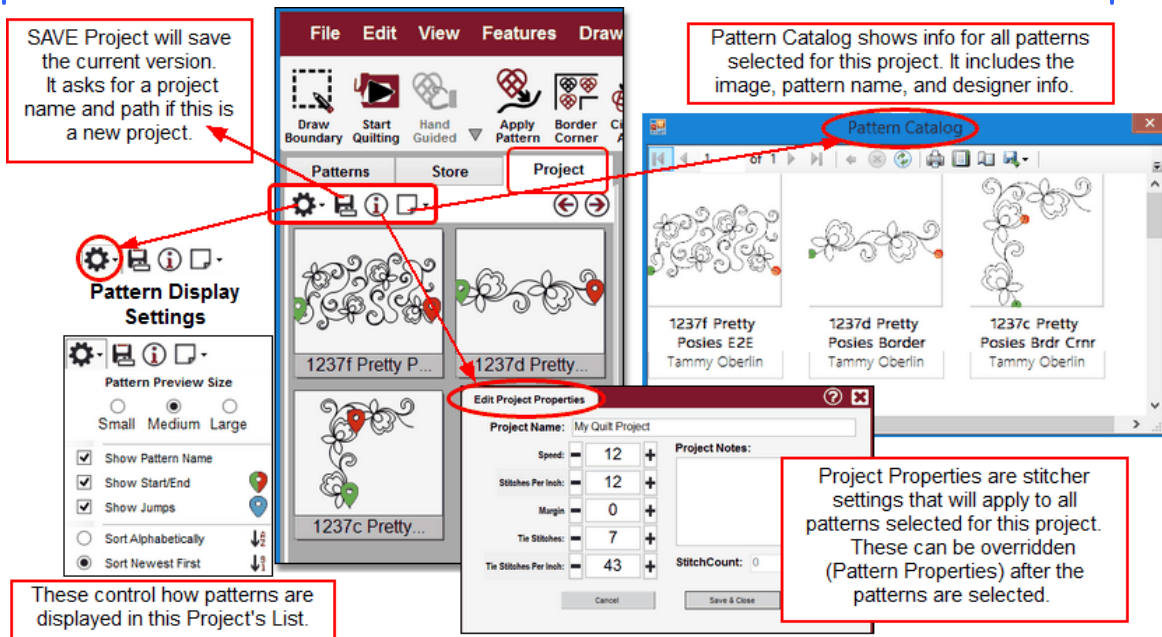 SAVE Project will save
the current version.
It asks for a project
name and path if this is
a new project.
File Edit View Features Draw
Draw
Boundary
Start
Quilting
Hand
Guided
Apply
Pattern
Border
Corner
Patterns Store Project
1237f Pretty P...
1237d Pretty...
1237c Pretty...
Pattern Catalog shows info for all patterns
selected for this project. It includes the
image, pattern name, and designer info.
Pattern Catalog
1 of 1
1237f Pretty
Posies E2E
Tammy Oberlin
1237d Pretty
Posies Border
Tammy Oberlin
1237c Pretty
Posies Brdr Crnr
Tammy Oberlin
Pattern Display
Settings
Pattern Preview Size
Small Medium Large
Show Pattern Name
Show Start/End
Show Jumps
Sort Alphabetically
Sort Newest First
These control how patterns are
displayed in this Project's List.
Edit Project Properties
Project Name: My Quilt Project
Speed: 12
Stitches Per Inch: 12
Margin 0
Tie Stitches: 7
Tie Stitches Per Inch: 43
Project Notes:
StitchCount: 0
Cancel
Save & Close
Project Properties are stitcher
settings that will apply to all
patterns selected for this project.
These can be overridden
(Pattern Properties) after the
patterns are selected.